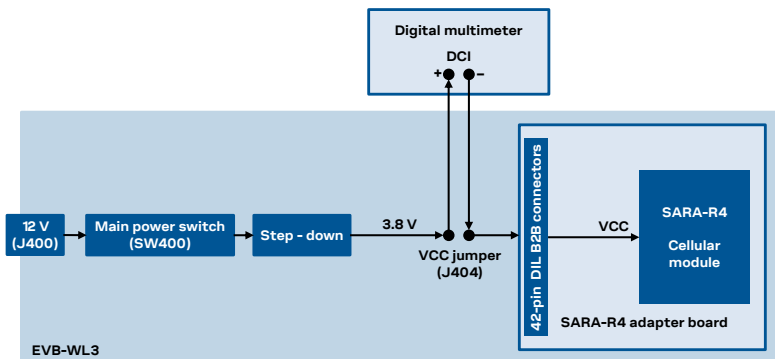 Digital multimeter
DCI
+ –
12 V
(J400)
Main power switch
(SW400)
Step - down
3.8 V
VCC jumper
(J404)
42-pin DIL B2B connectors
VCC
SARA-R4
Cellular
module
SARA-R4 adapter board
EVB-WL3